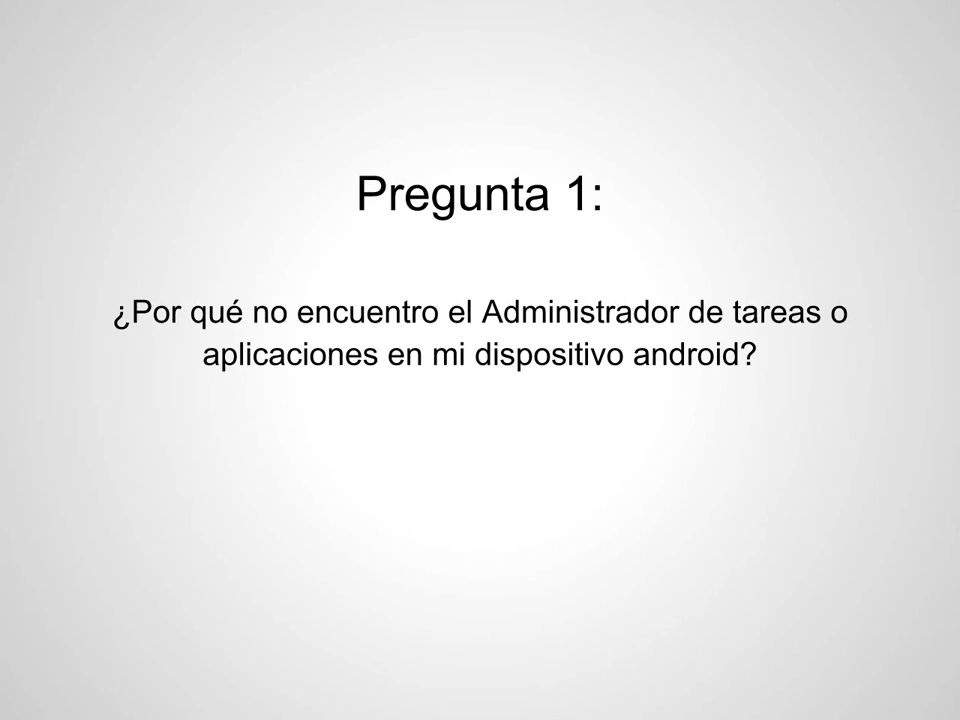 Pregunta 1:
¿Por qué no encuentro el Administrador de tareas o
aplicaciones en mi dispositivo android?